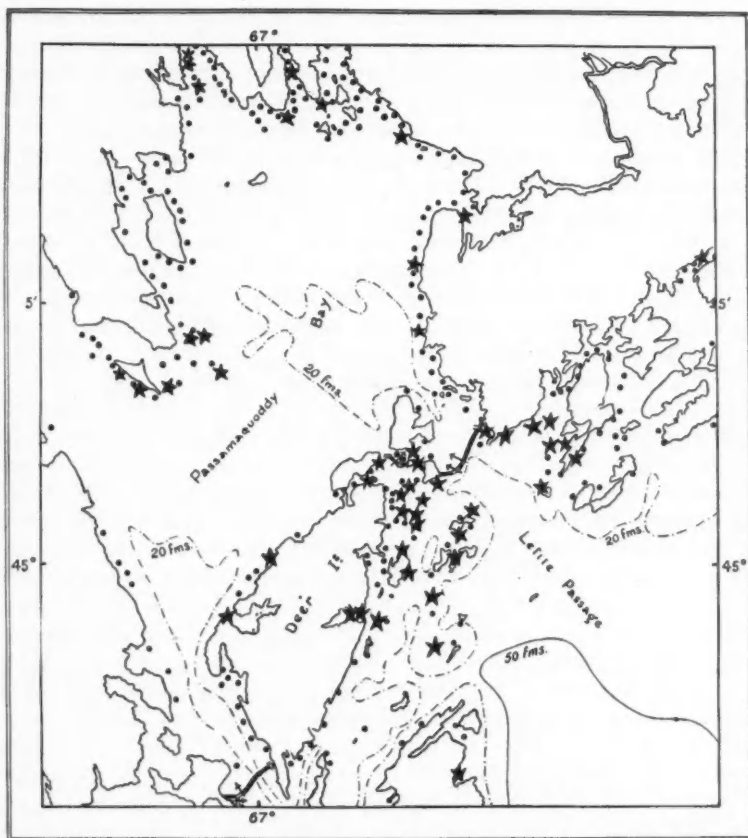 67°
5'
5'
Bay
20 fms.
Passamaquoddy
20 fms.
45°
45°
20 fms.
Letite Passage
Deer Is
50 fms.
67°